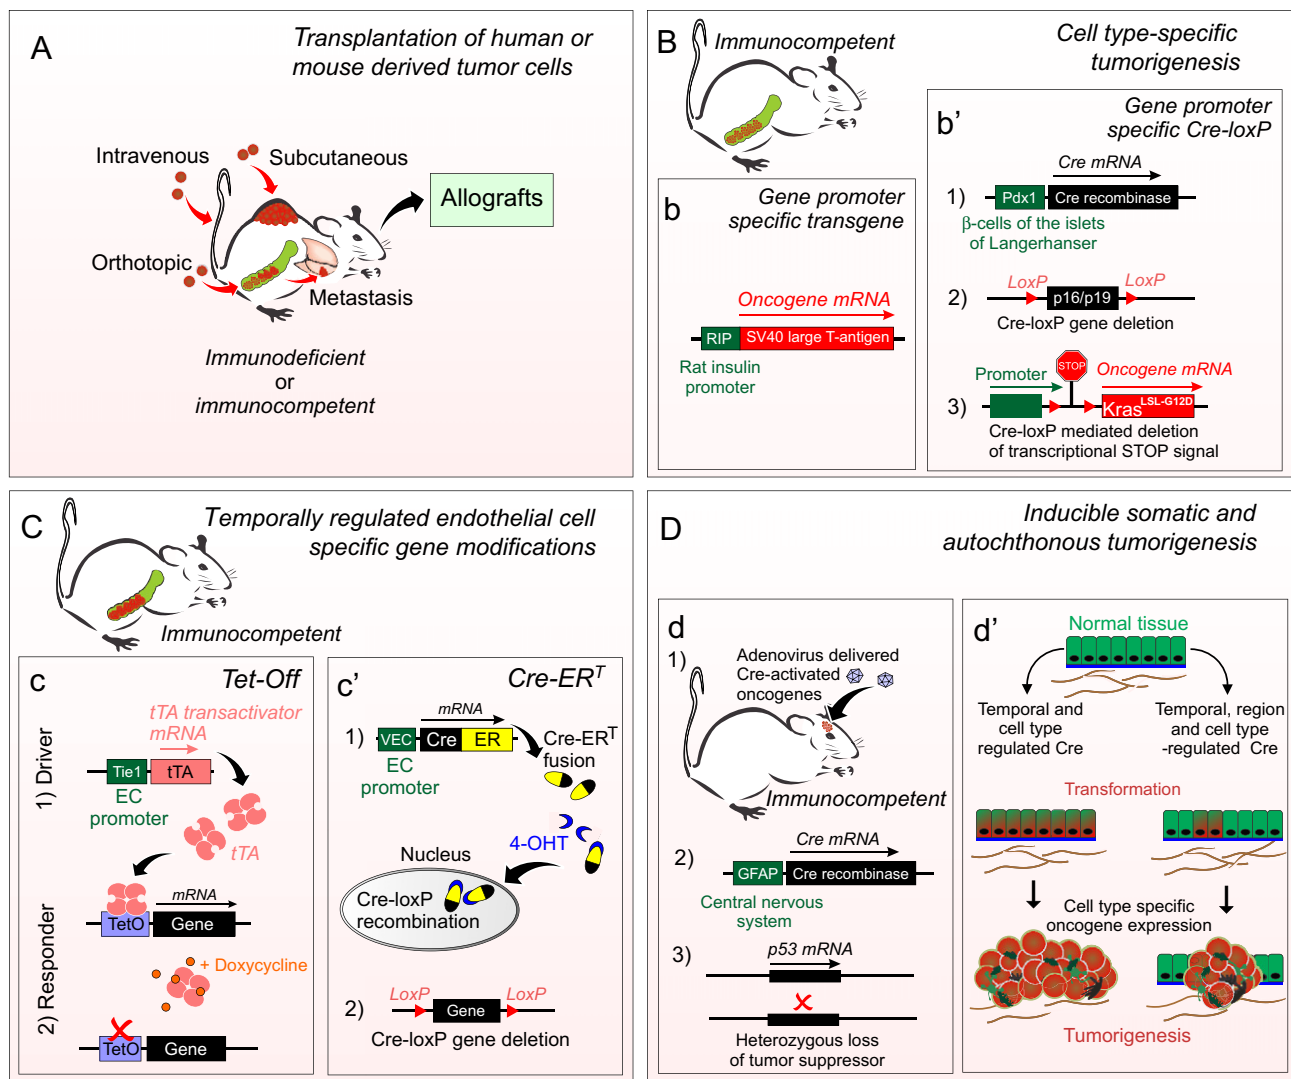 A
Transplantation of human or
mouse derived tumor cells
Intravenous
Subcutaneous
Allografts
Orthotopic
Metastasis
Immunodeficient
or
immunocompetent
B
Immunocompetent
Cell type-specific
tumorigenesis
b
Gene promoter
specific transgene
Oncogene mRNA
RIP
SV40 large T-antigen
Rat insulin
promoter
b'
Gene promoter
specific Cre-loxP
Cre mRNA
1)
Pdx1
Cre recombinase
β-cells of the islets
of Langerhanser
LoxP
LoxP
2)
p16/p19
Cre-loxP gene deletion
STOP
Promoter
Oncogene mRNA
3)
Kras LSL-G12D
Cre-loxP mediated deletion
of transcriptional STOP signal
C
Temporally regulated endothelial cell
specific gene modifications
Immunocompetent
c
Tet-Off
tTA transactivator
mRNA
1) Driver
Tie1
tTA
EC
promoter
tTA
mRNA
TetO
Gene
2) Responder
+ Doxycycline
TetO
Gene
c'
Cre-ERT
mRNA
1)
VEC
Cre
ER
Cre-ERT
fusion
EC
promoter
4-OHT
Nucleus
Cre-loxP
recombination
LoxP
LoxP
2)
Gene
Cre-loxP gene deletion
D
Inducible somatic and
autochthonous tumorigenesis
d
1)
Adenovirus delivered
Cre-activated
oncogenes
Immunocompetent
Cre mRNA
2)
GFAP
Cre recombinase
Central nervous
system
3)
p53 mRNA
Heterozygous loss
of tumor suppressor
d'
Normal tissue
Temporal and
cell type
regulated Cre
Temporal, region
and cell type
-regulated Cre
Transformation
Cell type specific
oncogene expression
Tumorigenesis